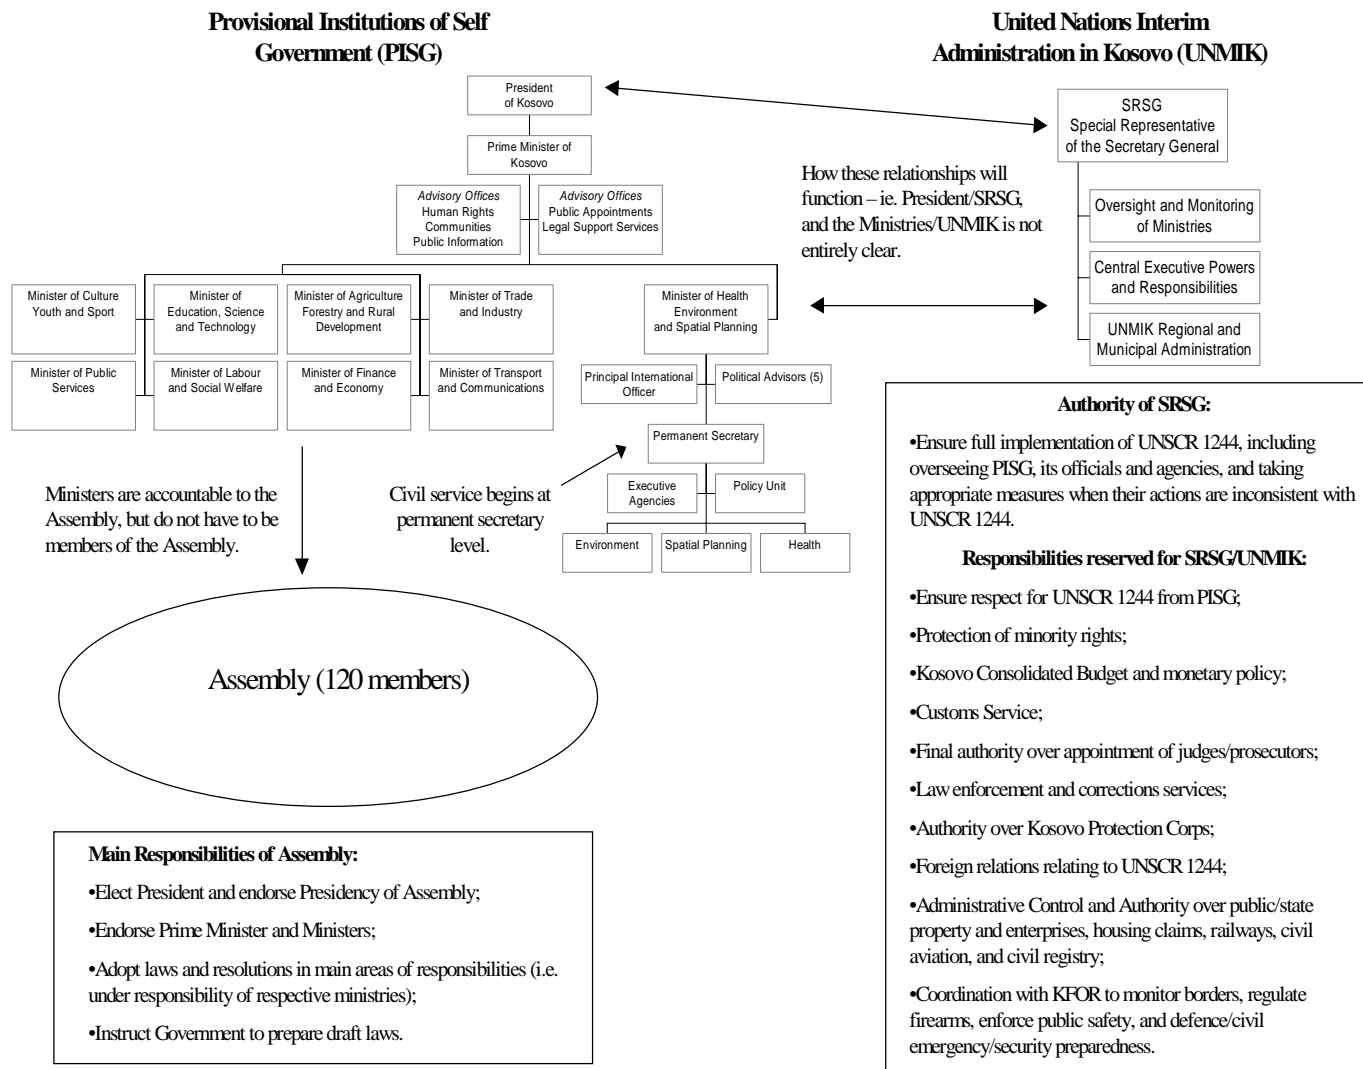 Provisional Institutions of Self
Government (PISG)
United Nations Interim
Administration in Kosovo (UNMIK)
President
of Kosovo
Prime Minister of
Kosovo
Advisory Offices
Human Rights
Communities
Public Information
Advisory Offices
Public Appointments
Legal Support Services
SRSG
Special Representative
of the Secretary General
How these relationships will
function – ie. President/SRSG,
and the Ministries/UNMIK is not
entirely clear.
Oversight and Monitoring
of Ministries
Central Executive Powers
and Responsibilities
UNMIK Regional and
Municipal Administration
Minister of Culture
Youth and Sport
Minister of
Education, Science
and Technology
Minister of Agriculture
Forestry and Rural
Development
Minister of Trade
and Industry
Minister of Health
Environment
and Spatial Planning
Minister of Public
Services
Minister of Labour
and Social Welfare
Minister of Finance
and Economy
Minister of Transport
and Communications
Principal International
Officer
Political Advisors (5)
Permanent Secretary
Executive
Agencies
Policy Unit
Environment
Spatial Planning
Health
Ministers are accountable to the
Assembly, but do not have to be
members of the Assembly.
Civil service begins at
permanent secretary
level.
Assembly (120 members)
Main Responsibilities of Assembly:
•Elect President and endorse Presidency of Assembly;
•Endorse Prime Minister and Ministers;
•Adopt laws and resolutions in main areas of responsibilities (i.e.
under responsibility of respective ministries);
•Instruct Government to prepare draft laws.
Authority of SRSG:
•Ensure full implementation of UNSCR 1244, including
overseeing PISG, its officials and agencies, and taking
appropriate measures when their actions are inconsistent with
UNSCR 1244.
Responsibilities reserved for SRSG/UNMIK:
•Ensure respect for UNSCR 1244 from PISG;
•Protection of minority rights;
•Kosovo Consolidated Budget and monetary policy;
•Customs Service;
•Final authority over appointment of judges/prosecutors;
•Law enforcement and corrections services;
•Authority over Kosovo Protection Corps;
•Foreign relations relating to UNSCR 1244;
•Administrative Control and Authority over public/state
property and enterprises, housing claims, railways, civil
aviation, and civil registry;
•Coordination with KFOR to monitor borders, regulate
firearms, enforce public safety, and defence/civil
emergency/security preparedness.